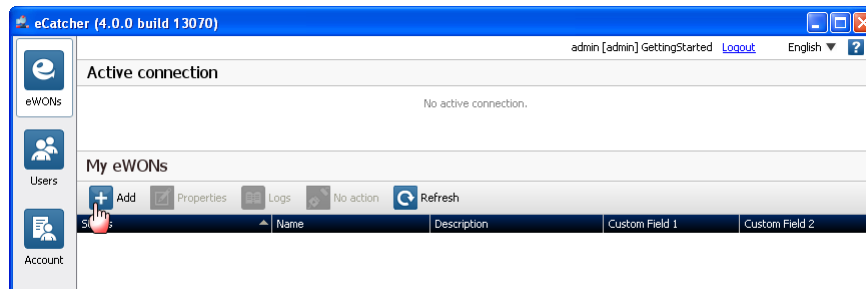 eCatcher (4.0.0 build 13070)
admin [admin] GettingStarted Logout English ▼ ?
eWONs
Active connection
No active connection.
Users
My eWONs
Add Properties Logs No action Refresh
Name Description Custom Field 1 Custom Field 2
Account